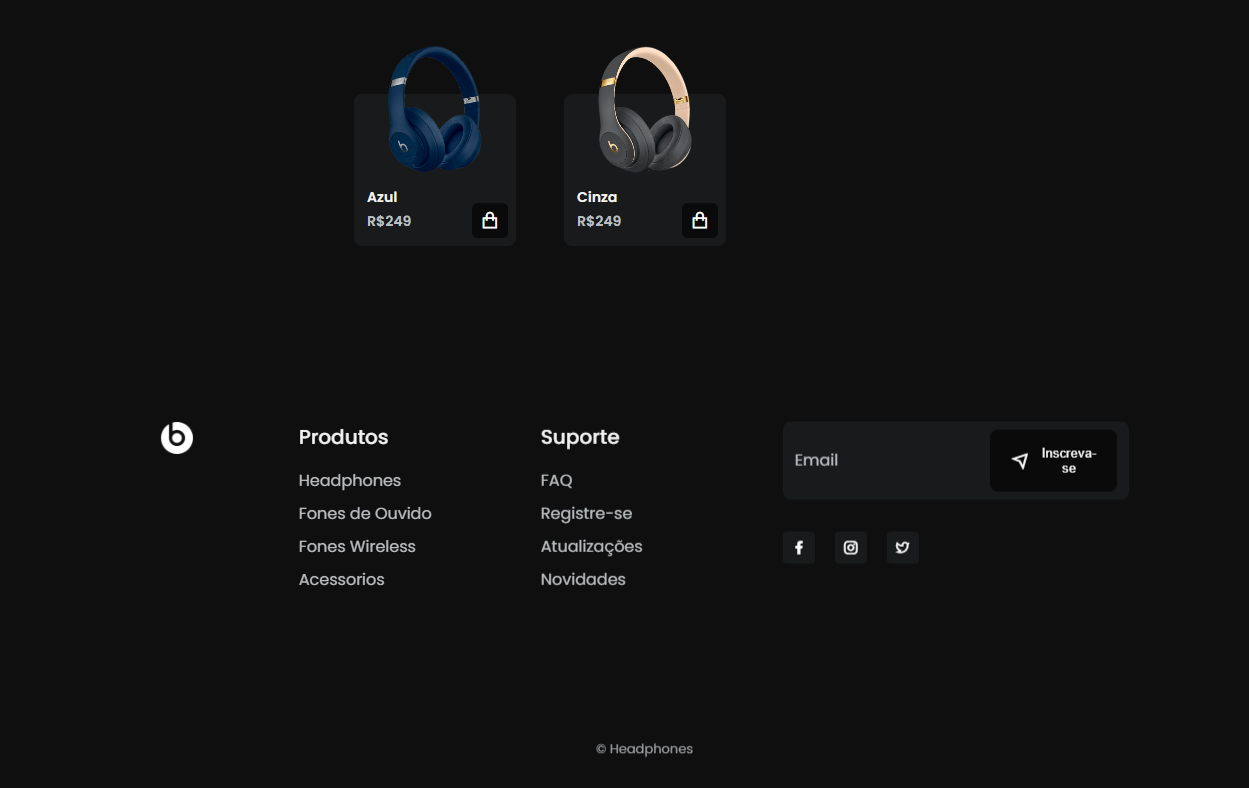 Azul
R$249
Cinza
R$249
Produtos
Headphones
Fones de Ouvido
Fones Wireless
Acessorios
Suporte
FAQ
Registre-se
Atualizações
Novidades
Email
Inscreva-
se
© Headphones